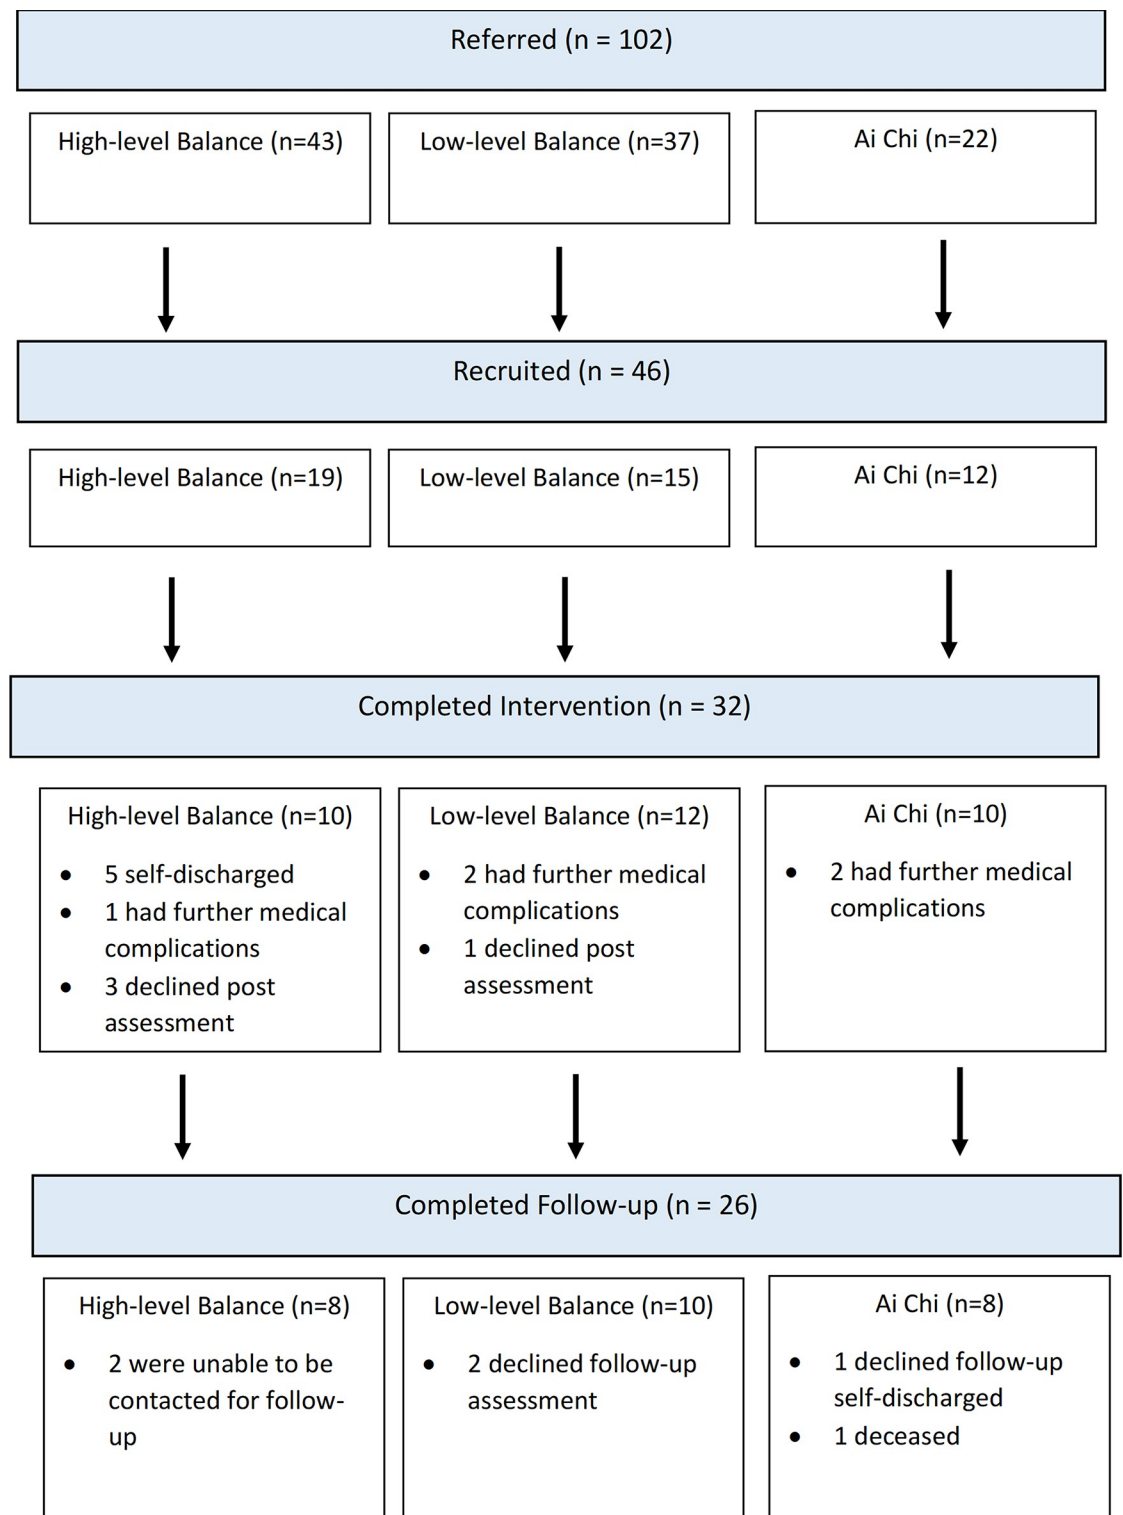 Referred (n = 102)
High-level Balance (n=43)
Low-level Balance (n=37)
Ai Chi (n=22)
Recruited (n = 46)
High-level Balance (n=19)
Low-level Balance (n=15)
Ai Chi (n=12)
Completed Intervention (n = 32)
High-level Balance (n=10)
• 5 self-discharged
• 1 had further medical
complications
• 3 declined post
assessment
Low-level Balance (n=12)
• 2 had further medical
complications
• 1 declined post
assessment
Ai Chi (n=10)
• 2 had further medical
complications
Completed Follow-up (n = 26)
High-level Balance (n=8)
• 2 were unable to be
contacted for follow-
up
Low-level Balance (n=10)
• 2 declined follow-up
assessment
Ai Chi (n=8)
• 1 declined follow-up
self-discharged
• 1 deceased